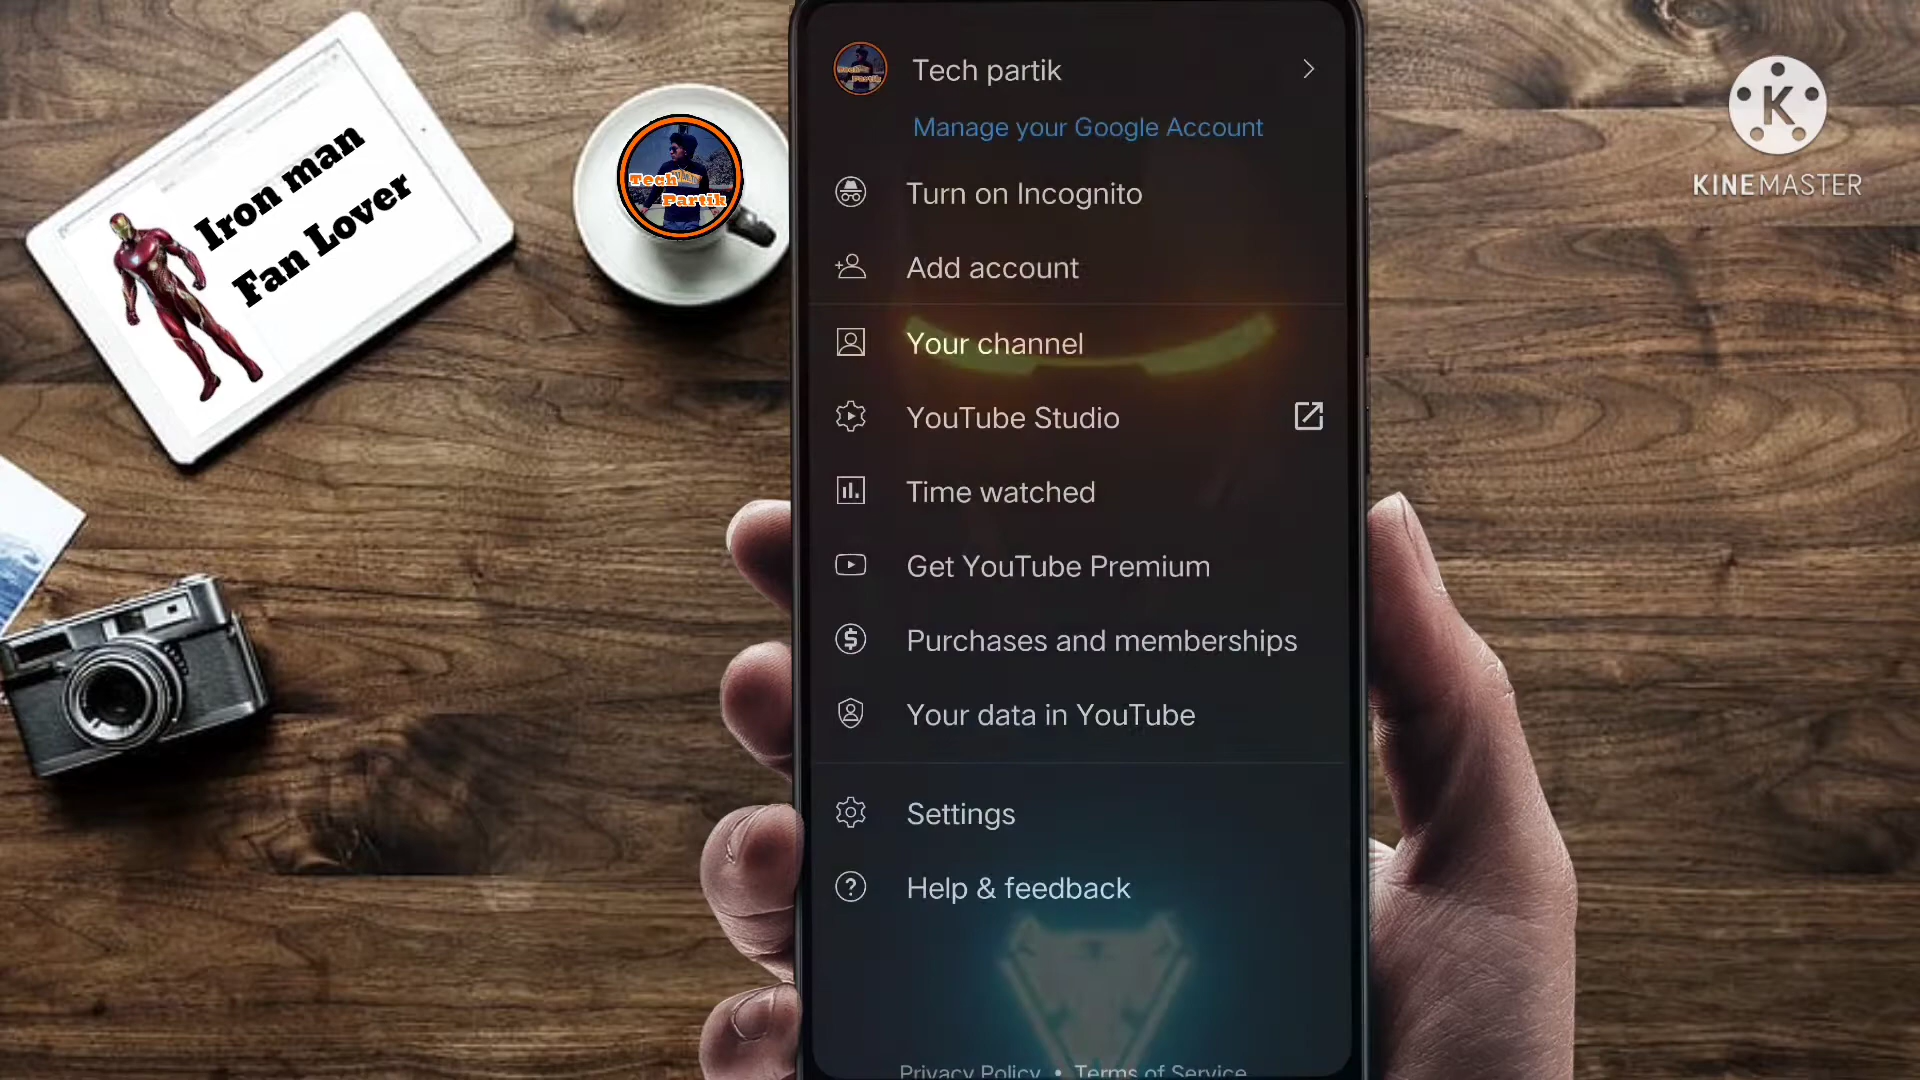 Iron man
Fan Lover
Tech
Partik
Tech partik
Manage your Google Account
Turn on Incognito
Add account
Your channel
YouTube Studio
Time watched
Get YouTube Premium
Purchases and memberships
Your data in YouTube
Settings
Help & feedback
Privacy Policy • Terms of Service
K
KINEMASTER